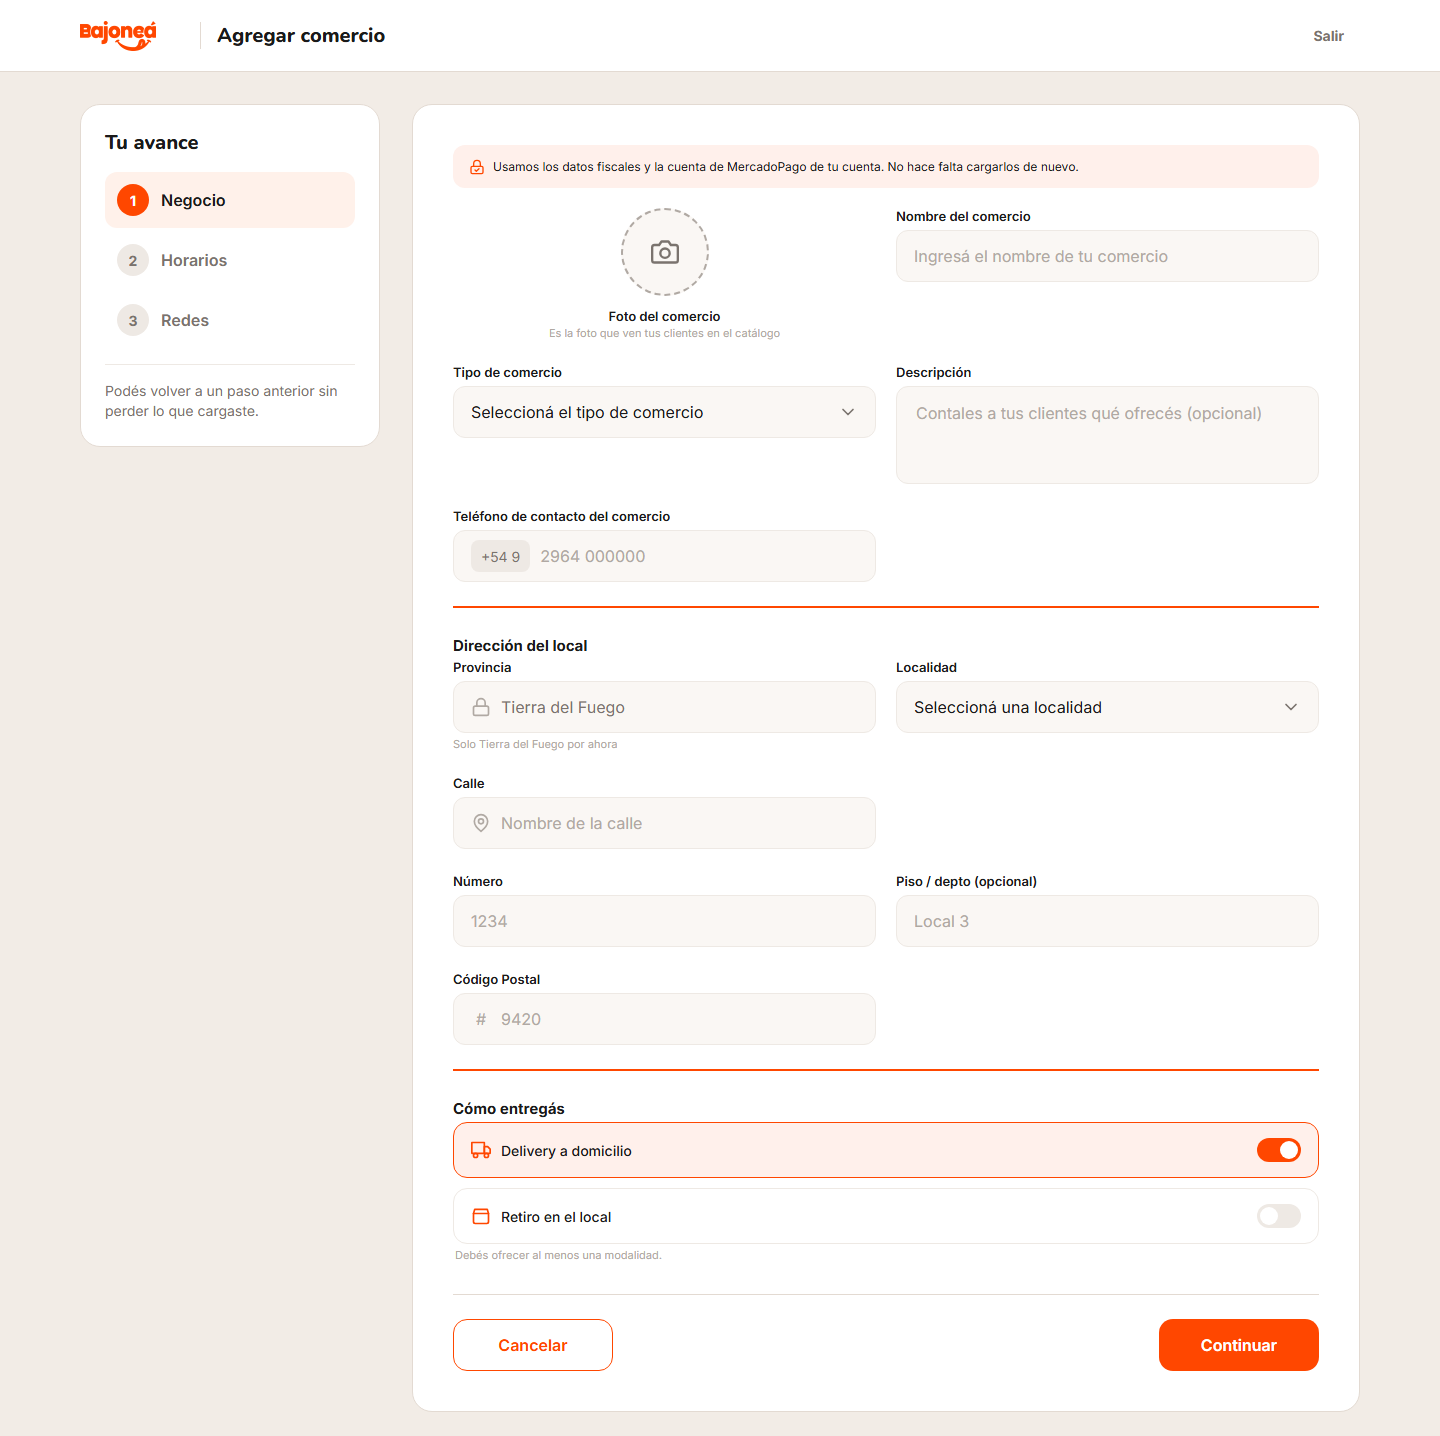 Bajoneá
Agregar comercio
Salir
Tu avance
1 Negocio
2 Horarios
3 Redes
Podés volver a un paso anterior sin
perder lo que cargaste.
Usamos los datos fiscales y la cuenta de MercadoPago de tu cuenta. No hace falta cargarlos de nuevo.
Foto del comercio
Es la foto que ven tus clientes en el catálogo
Nombre del comercio
Ingresá el nombre de tu comercio
Tipo de comercio
Seleccioná el tipo de comercio
Descripción
Contales a tus clientes qué ofrecés (opcional)
Teléfono de contacto del comercio
+54 9 2964 000000
Dirección del local
Provincia
Tierra del Fuego
Solo Tierra del Fuego por ahora
Localidad
Seleccioná una localidad
Calle
Nombre de la calle
Número
1234
Piso / depto (opcional)
Local 3
Código Postal
# 9420
Cómo entregás
Delivery a domicilio
Retiro en el local
Debés ofrecer al menos una modalidad.
Cancelar
Continuar